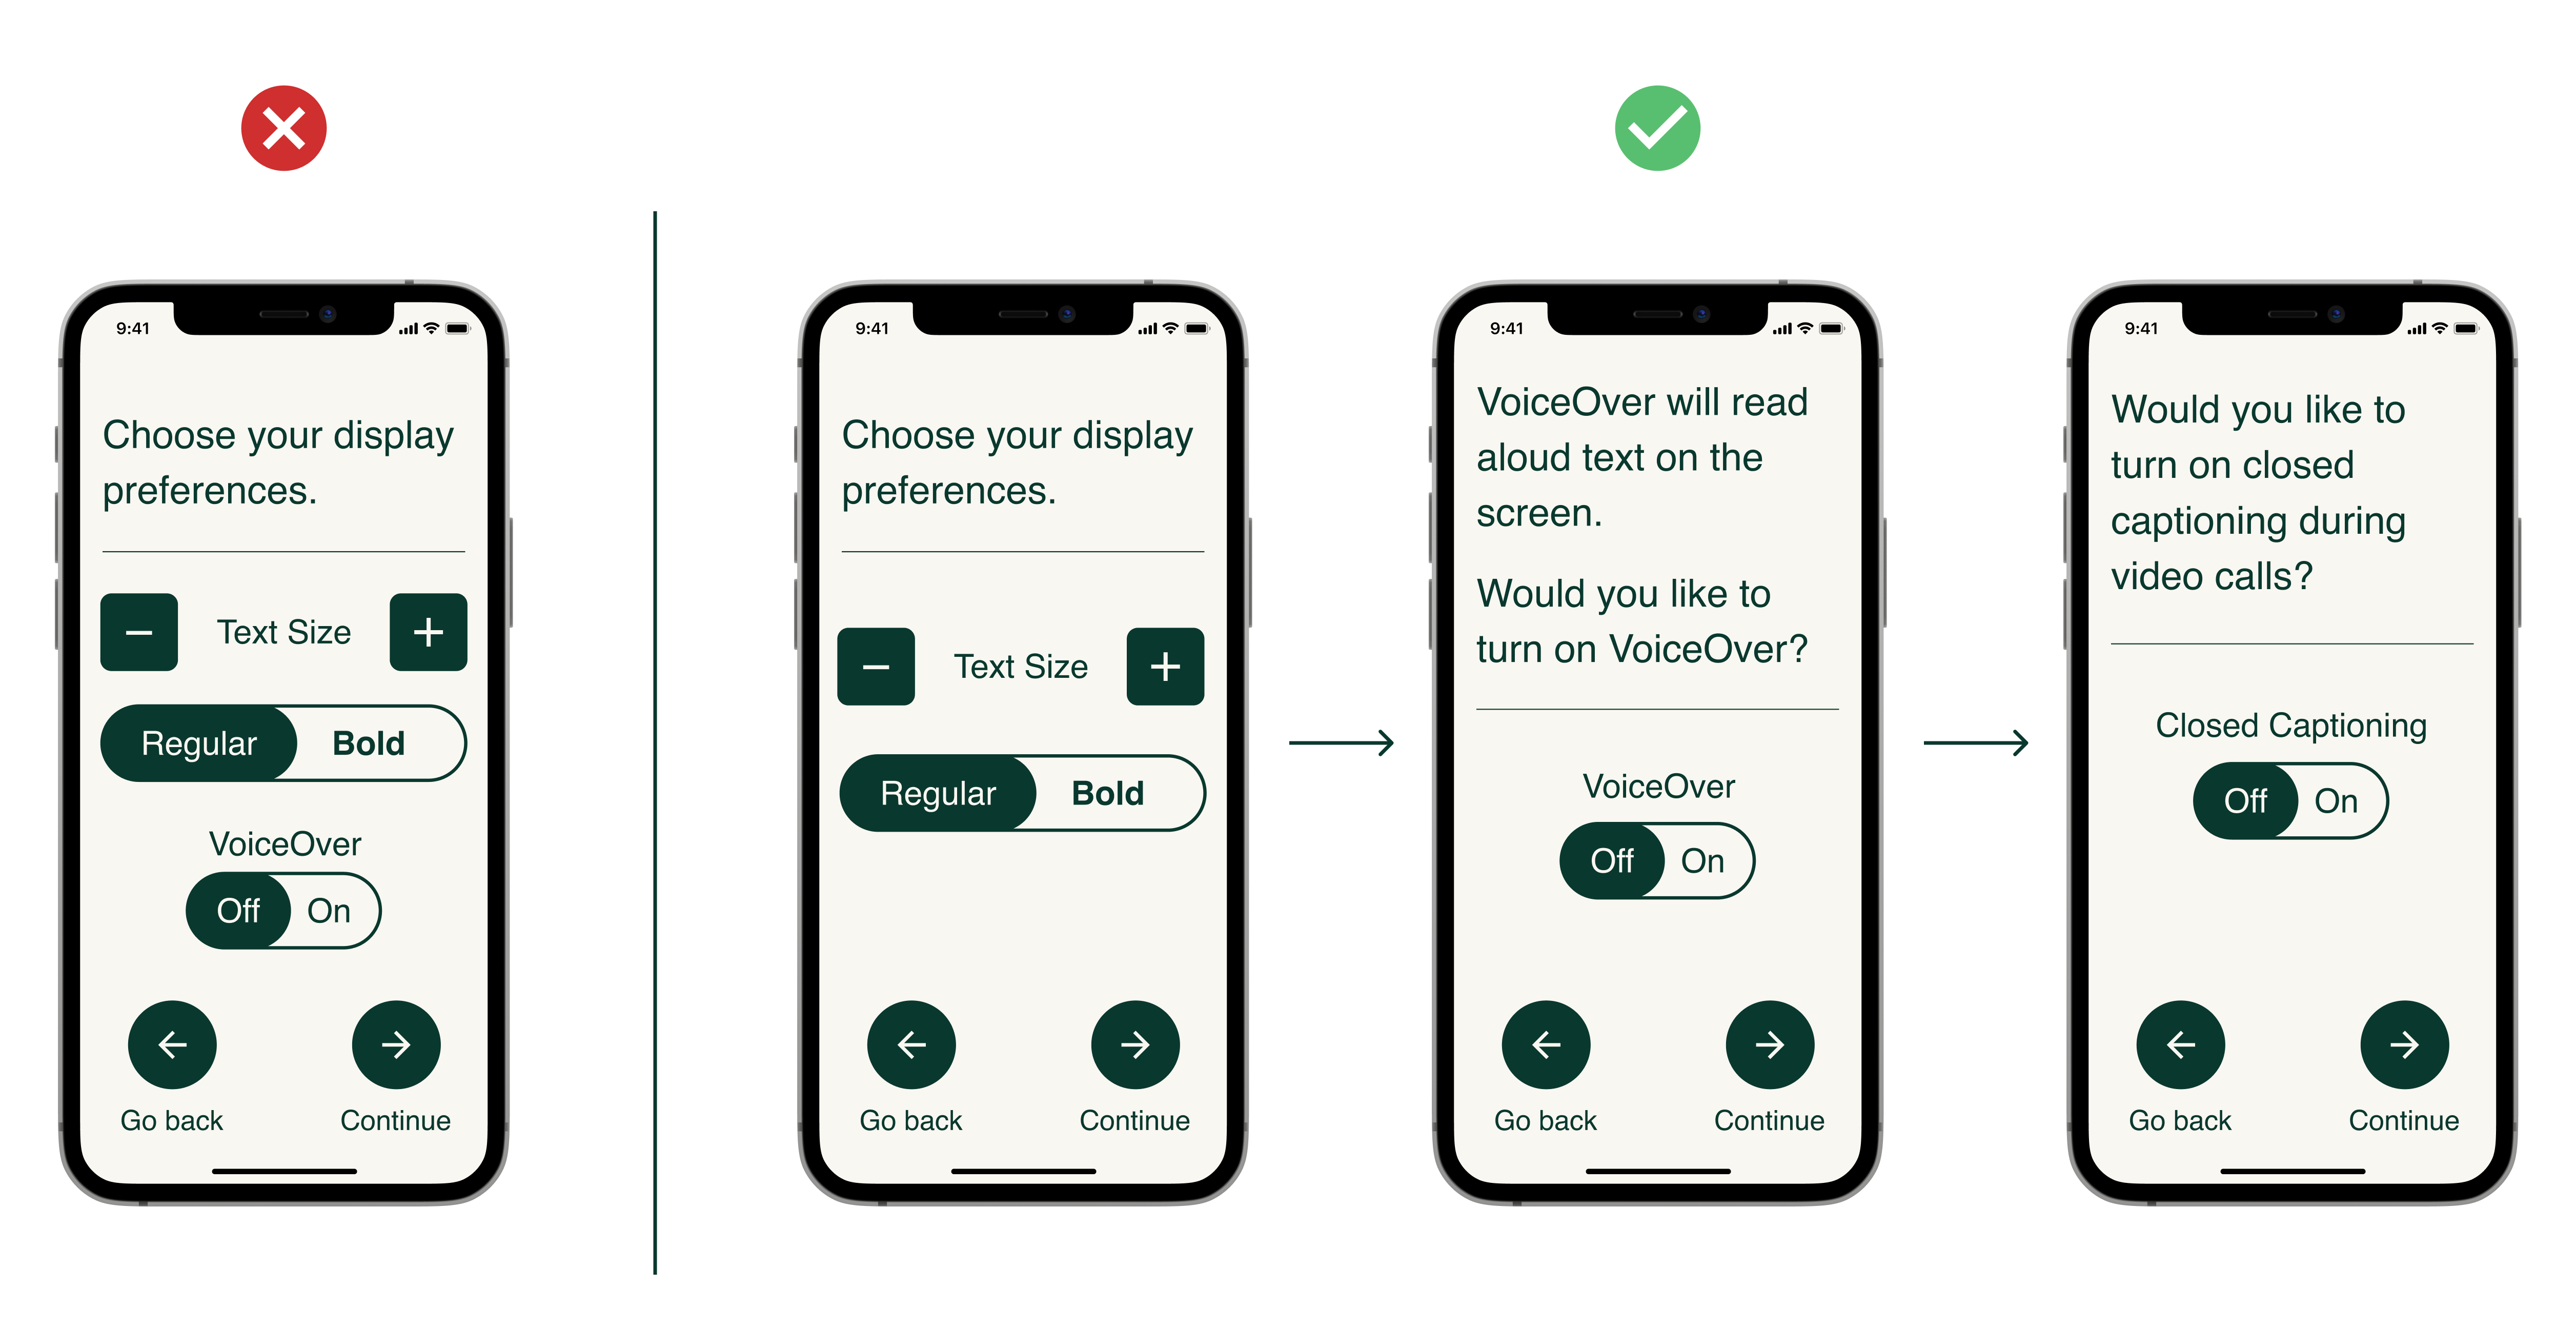 9:41
Choose your display
preferences.
− Text Size +
Regular Bold
VoiceOver
Off On
Go back Continue
9:41
Choose your display
preferences.
− Text Size +
Regular Bold
Go back Continue
9:41
VoiceOver will read
aloud text on the
screen.
Would you like to
turn on VoiceOver?
VoiceOver
Off On
Go back Continue
9:41
Would you like to
turn on closed
captioning during
video calls?
Closed Captioning
Off On
Go back Continue